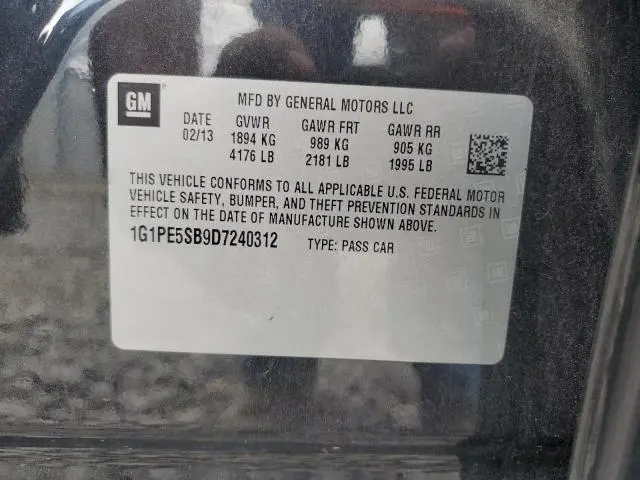 GM
MFD BY GENERAL MOTORS LLC
DATE GVWR GAWR FRT GAWR RR
02/13 1894 KG 989 KG 905 KG
4176 LB 2181 LB 1995 LB
THIS VEHICLE CONFORMS TO ALL APPLICABLE U.S. FEDERAL MOTOR
VEHICLE SAFETY, BUMPER, AND THEFT PREVENTION STANDARDS IN
EFFECT ON THE DATE OF MANUFACTURE SHOWN ABOVE.
1G1PE5SB9D7240312 TYPE: PASS CAR